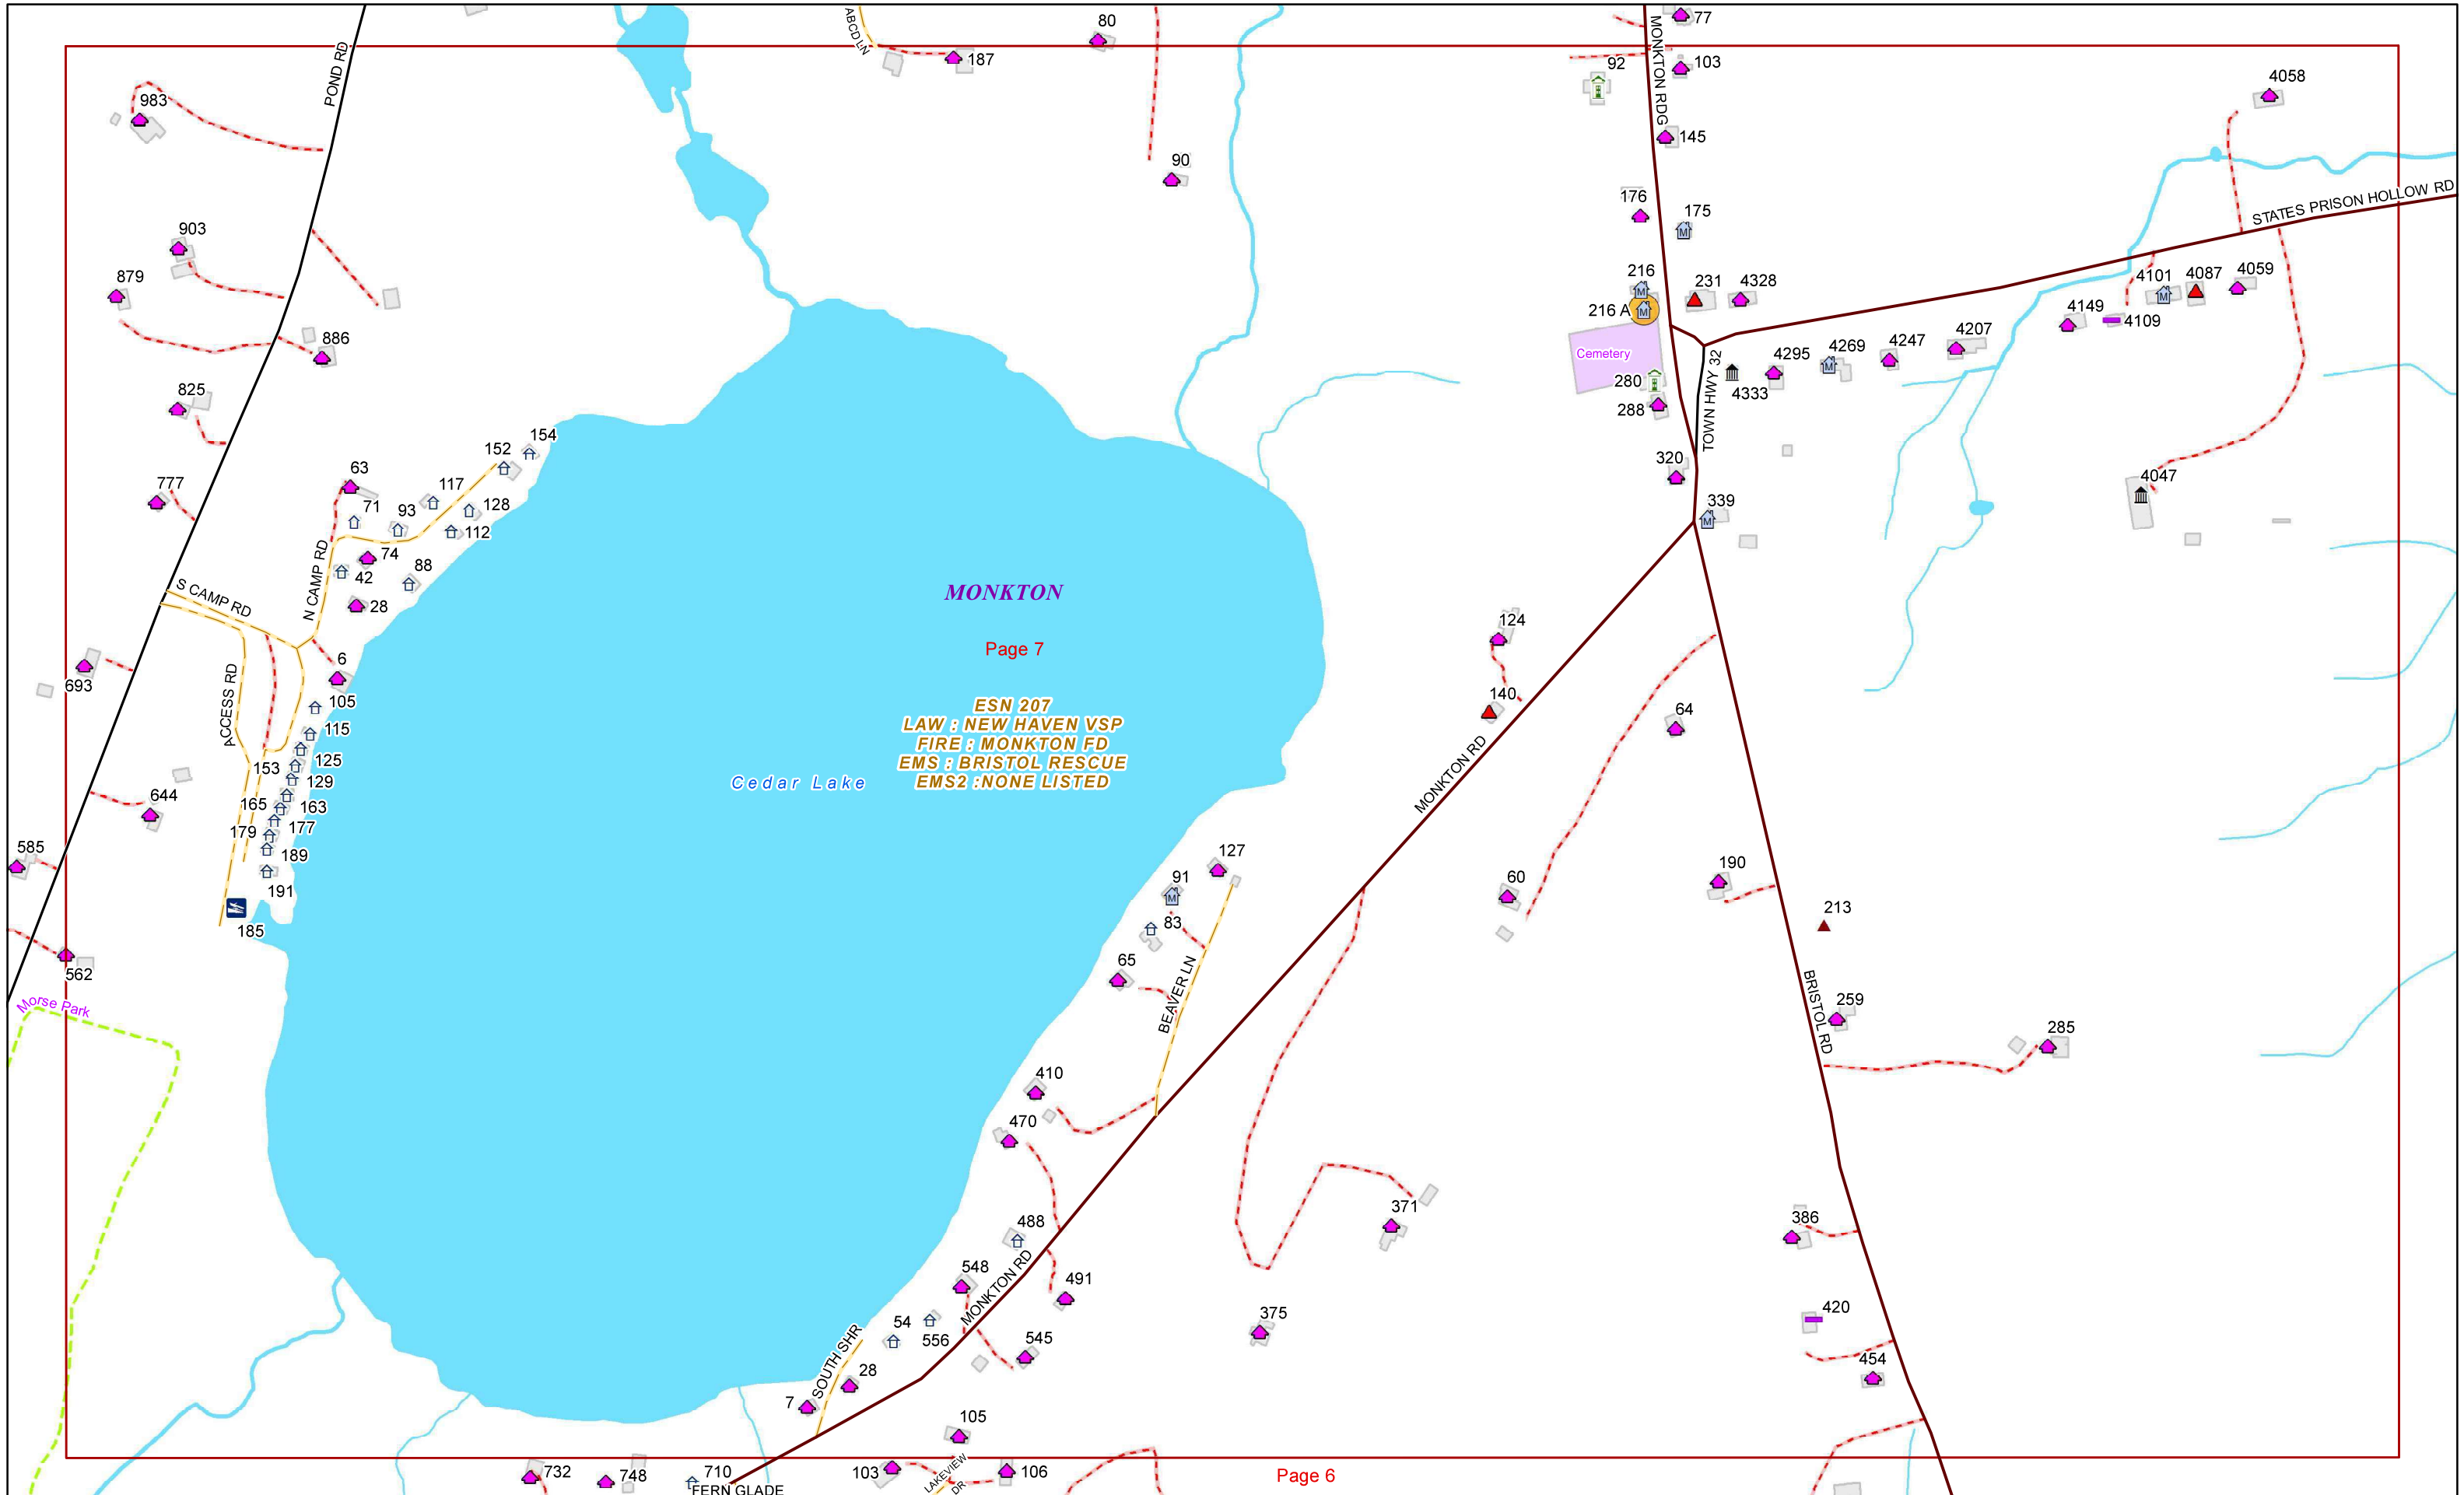 ABCD LN
80
MONKTON RDG
77
POND RD
187
92
103
4058
983
145
90
176
175
STATES PRISON HOLLOW RD
903
879
216
231
4328
4101
4087
4059
216 A
4149
4109
886
Cemetery
TOWN HWY 32
4295
4269
4247
4207
280
4333
825
288
154
152
63
320
777
117
71
93
128
112
4047
339
74
42
88
S CAMP RD
N CAMP RD
28
MONKTON
124
Page 7
6
693
105
ACCESS RD
140
ESN 207
LAW : NEW HAVEN VSP
FIRE : MONKTON FD
EMS : BRISTOL RESCUE
EMS2 :NONE LISTED
Cedar Lake
115
125
153
129
64
MONKTON RD
644
165
163
177
179
585
189
127
191
91
60
190
185
83
213
562
65
BEAVER LN
Morse Park
BRISTOL RD
259
285
410
470
371
386
488
548
491
MONKTON RD
54
556
375
420
SOUTH SHR
545
28
454
7
105
732
748
710
103
LAKEVIEW
DR
106
Page 6
FERN GLADE
M
M
M
M
M
M
M